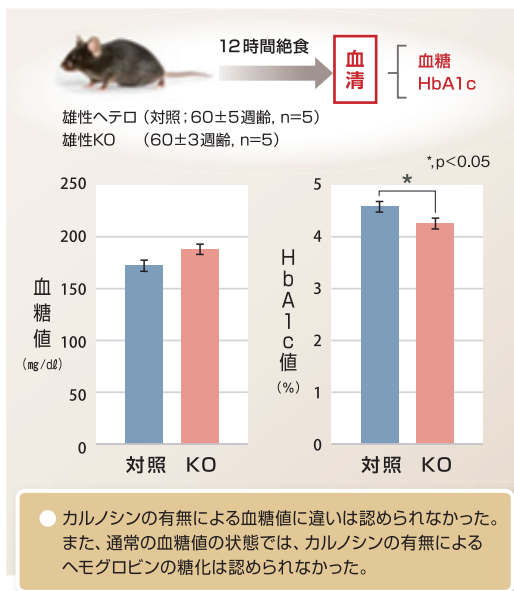 12時間絶食
血清
血糖
HbA1c
雄性ヘテロ(対照;60±5週齢, n=5)
雄性KO (60±3週齢, n=5)
*,p<0.05
250
200
150
100
50
0
血糖値
(㎎/㎗)
対照 KO
*
5
4
3
2
1
0
HbA1c値
(%)
対照 KO
●カルノシンの有無による血糖値に違いは認められなかった。
また、通常の血糖値の状態では、カルノシンの有無による
ヘモグロビンの糖化は認められなかった。